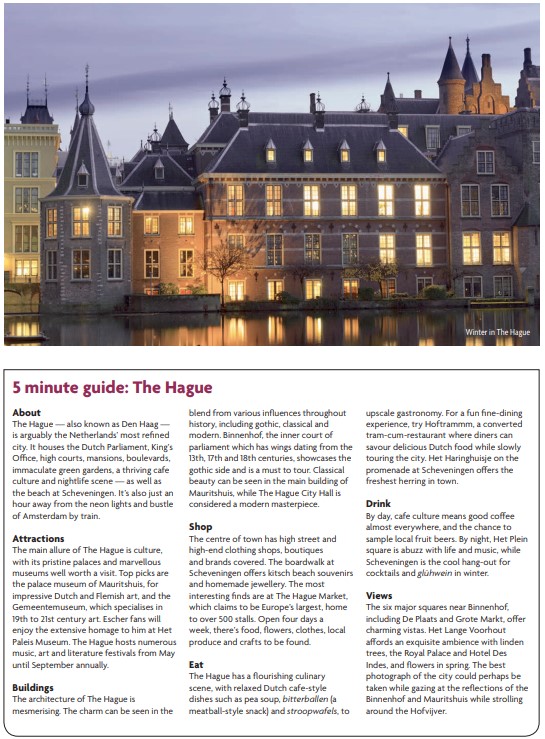 Winter in The Hague
5 minute guide: The Hague
About
The Hague — also known as Den Haag —
is arguably the Netherlands' most refined
city. It houses the Dutch Parliament, King's
Office, high courts, mansions, boulevards,
immaculate green gardens, a thriving cafe
culture and nightlife scene — as well as
the beach at Scheveningen. It's also just an
hour away from the neon lights and bustle
of Amsterdam by train.
Attractions
The main allure of The Hague is culture,
with its pristine palaces and marvellous
museums well worth a visit. Top picks are
the palace museum of Mauritshuis, for
impressive Dutch and Flemish art, and the
Gemeentemuseum, which specialises in
19th to 21st century art. Escher fans will
enjoy the extensive homage to him at Het
Paleis Museum. The Hague hosts numerous
music, art and literature festivals from May
until September annually.
Buildings
The architecture of The Hague is
mesmerising. The charm can be seen in the
blend from various influences throughout
history, including gothic, classical and
modern. Binnenhof, the inner court of
parliament which has wings dating from the
13th, 17th and 18th centuries, showcases the
gothic side and is a must to tour. Classical
beauty can be seen in the main building of
Mauritshuis, while The Hague City Hall is
considered a modern masterpiece.
Shop
The centre of town has high street and
high-end clothing shops, boutiques
and brands covered. The boardwalk at
Scheveningen offers kitsch beach souvenirs
and homemade jewellery. The most
interesting finds are at The Hague Market,
which claims to be Europe's largest, home
to over 500 stalls. Open four days a
week, there's food, flowers, clothes, local
produce and crafts to be found.
Eat
The Hague has a flourishing culinary
scene, with relaxed Dutch cafe-style
dishes such as pea soup, bitterballen (a
meatball-style snack) and stroopwafels, to
upscale gastronomy. For a fun fine-dining
experience, try Hoftrammm, a converted
tram-cum-restaurant where diners can
savour delicious Dutch food while slowly
touring the city. Het Haringhuisje on the
promenade at Scheveningen offers the
freshest herring in town.
Drink
By day, cafe culture means good coffee
almost everywhere, and the chance to
sample local fruit beers. By night, Het Plein
square is abuzz with life and music, while
Scheveningen is the cool hang-out for
cocktails and glühwein in winter.
Views
The six major squares near Binnenhof,
including De Plaats and Grote Markt, offer
charming vistas. Het Lange Voorhout
affords an exquisite ambience with linden
trees, the Royal Palace and Hotel Des
Indes, and flowers in spring. The best
photograph of the city could perhaps be
taken while gazing at the reflections of the
Binnenhof and Mauritshuis while strolling
around the Hofvijver.